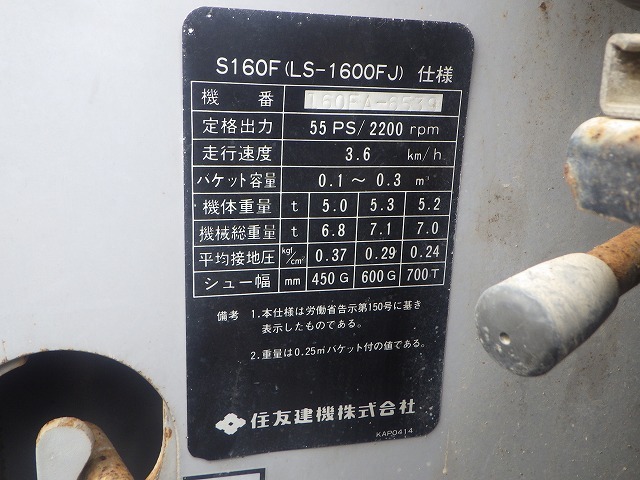 S160F(LS-1600FJ) 仕様
機番 160FA-6539
定格出力 55 PS/2200 rpm
走行速度 3.6 km/h
バケット容量 0.1 〜 0.3 m³
機体重量 t 5.0 5.3 5.2
機械総重量 t 6.8 7.1 7.0
平均接地圧 kgf/cm² 0.37 0.29 0.24
シュー幅 mm 450G 600G 700T
備考 1.本仕様は労働省告示第150号に基き
表示したものである。
2.重量は0.25㎥バケット付の値である。
住友建機株式会社
KAP0414